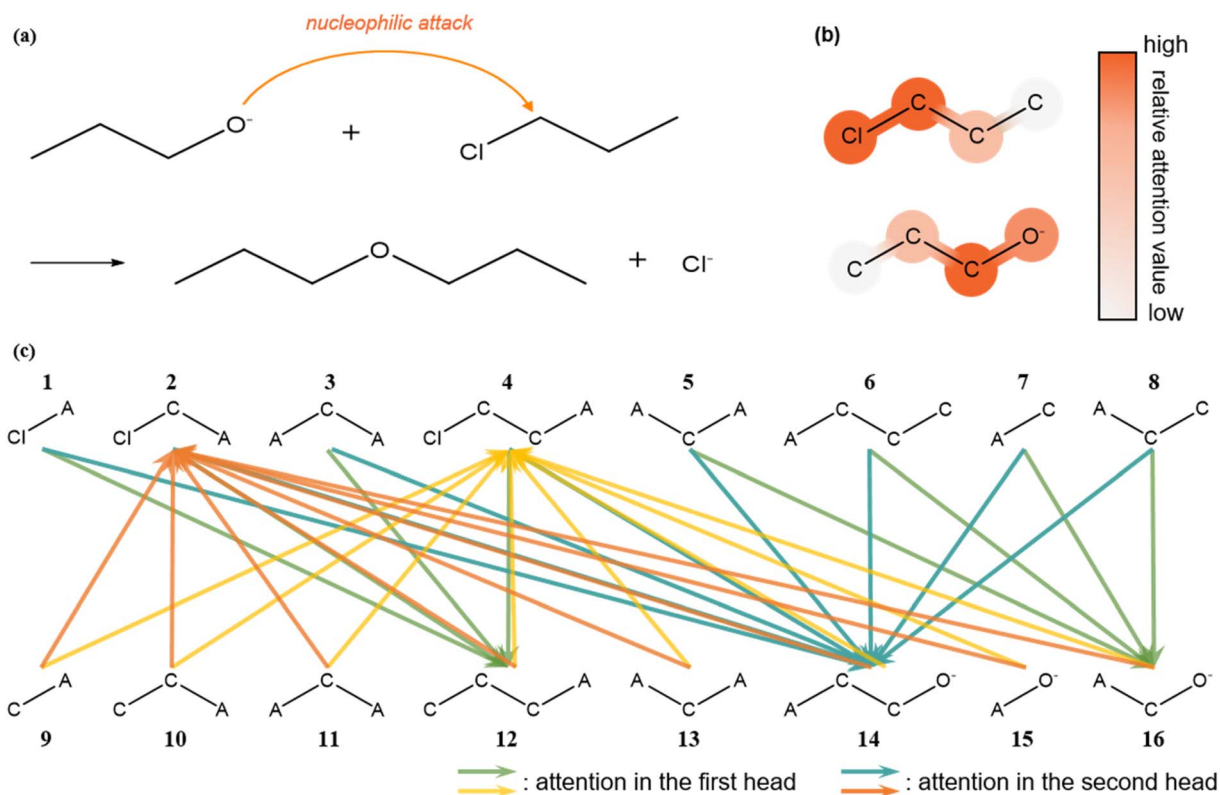 (a)
nucleophilic attack
O⁻
+
Cl
O
+
Cl⁻
(b)
Cl C C C
C C C O⁻
high
relative attention value
low
(c)
1 2 3 4 5 6 7 8
Cl A
Cl C A
A C A
Cl C C A
A C A
A C C C
A C
A C C
C A
C C A
A C A
C C C A
A C A
A C C O⁻
A O⁻
A C O⁻
9 10 11 12 13 14 15 16
: attention in the first head
: attention in the second head